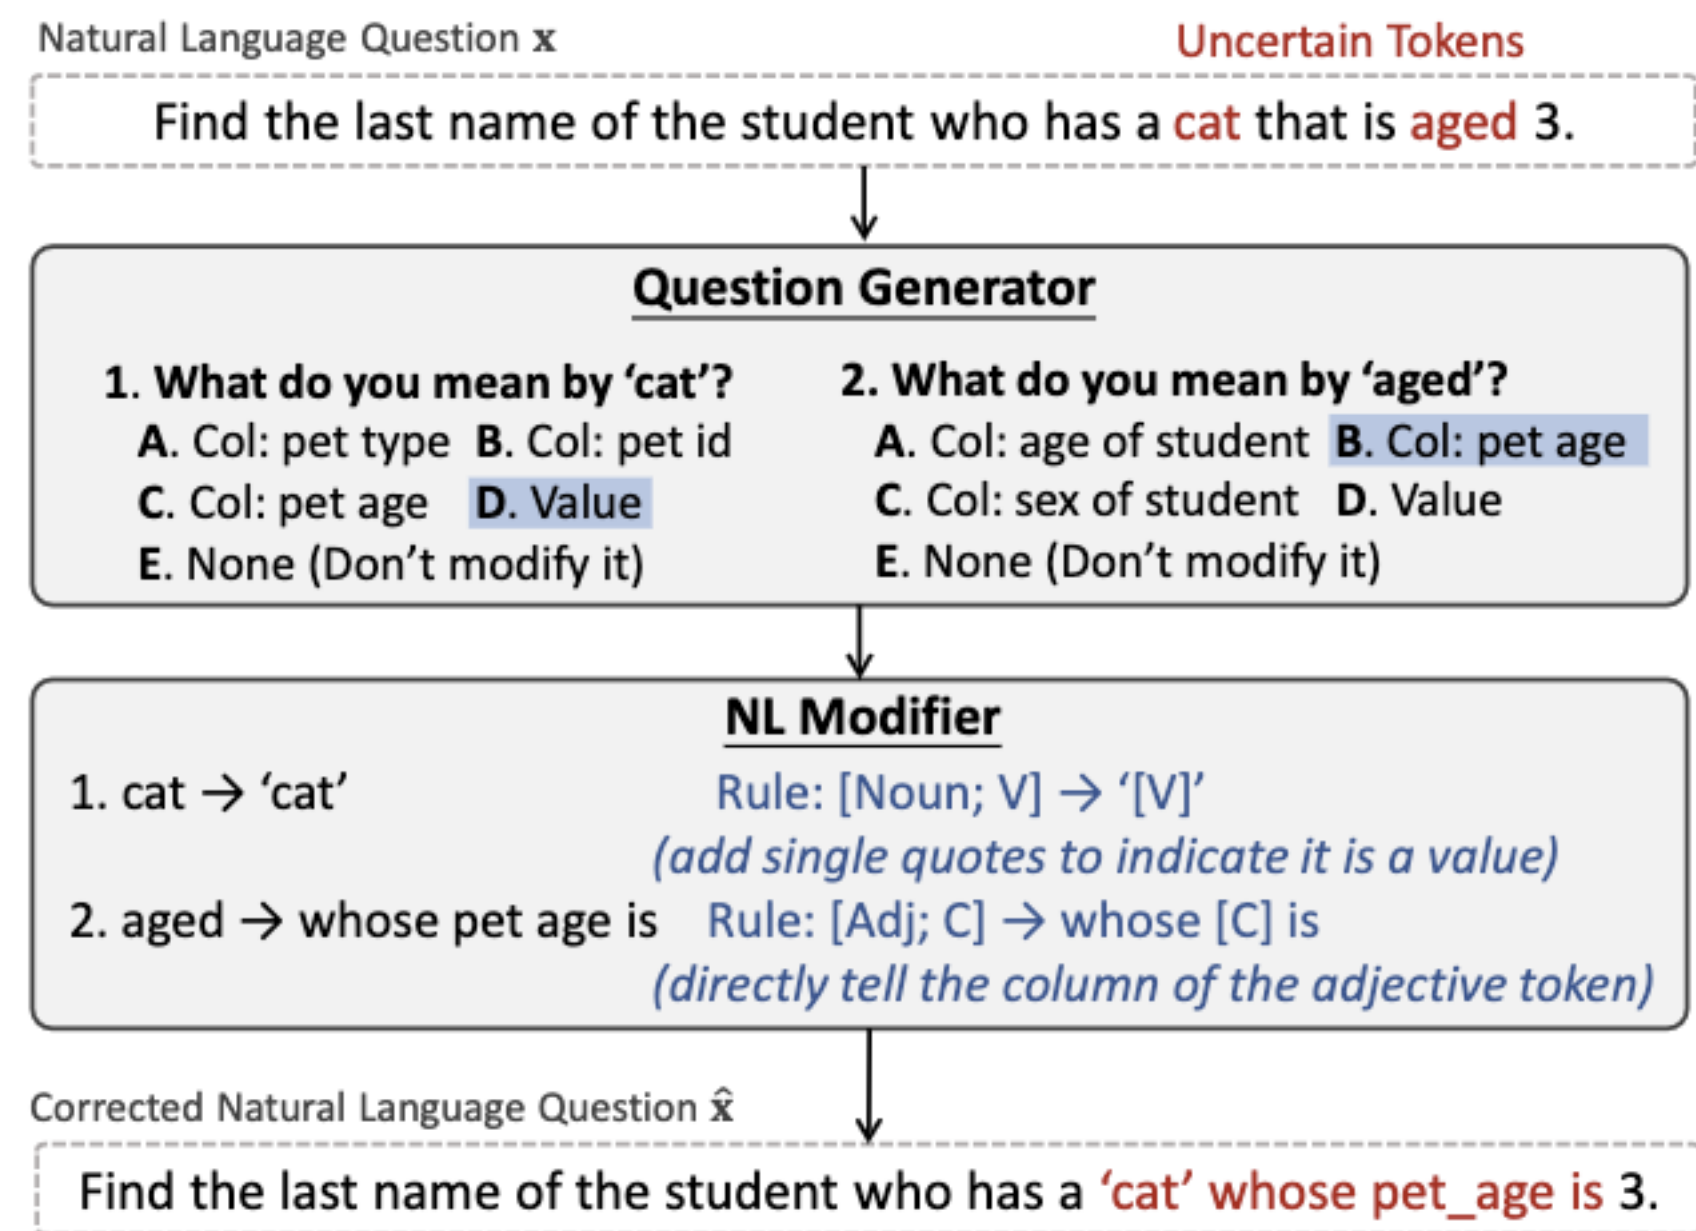 Natural Language Question x
Uncertain Tokens
Find the last name of the student who has a cat that is aged 3.
Question Generator
1. What do you mean by ‘cat’?
A. Col: pet type B. Col: pet id
C. Col: pet age D. Value
E. None (Don’t modify it)
2. What do you mean by ‘aged’?
A. Col: age of student B. Col: pet age
C. Col: sex of student D. Value
E. None (Don’t modify it)
NL Modifier
1. cat → ‘cat’ Rule: [Noun; V] → ‘[V]’
(add single quotes to indicate it is a value)
2. aged → whose pet age is Rule: [Adj; C] → whose [C] is
(directly tell the column of the adjective token)
Corrected Natural Language Question x̂
Find the last name of the student who has a ‘cat’ whose pet_age is 3.